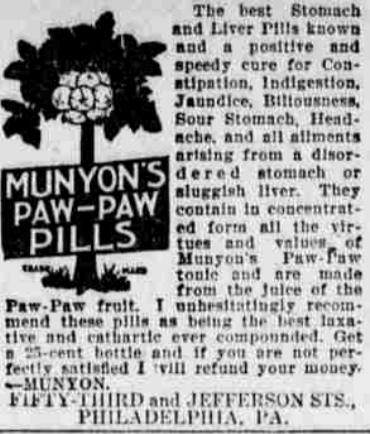 The best Stomach
and Liver Pills known
and a positive and
speedy cure for Con-
stipation, Indigestion,
Jaundice, Biliousness,
Sour Stomach, Head-
ache, and all ailments
arising from a disor-
dered stomach or
sluggish liver. They
contain in concentrat-
ed form all the vir-
tues and values of
Munyon's Paw-Paw
tonic and are made
from the juice of the
Paw-Paw fruit. I unhesitatingly recom-
mend these pills as being the best laxa-
tive and cathartic ever compounded. Get
a 25-cent bottle and if you are not per-
fectly satisfied I will refund your money.
—MUNYON.
FIFTY-THIRD and JEFFERSON STS.,
PHILADELPHIA, PA.
MUNYON'S
PAW-PAW
PILLS
TRADE MARK